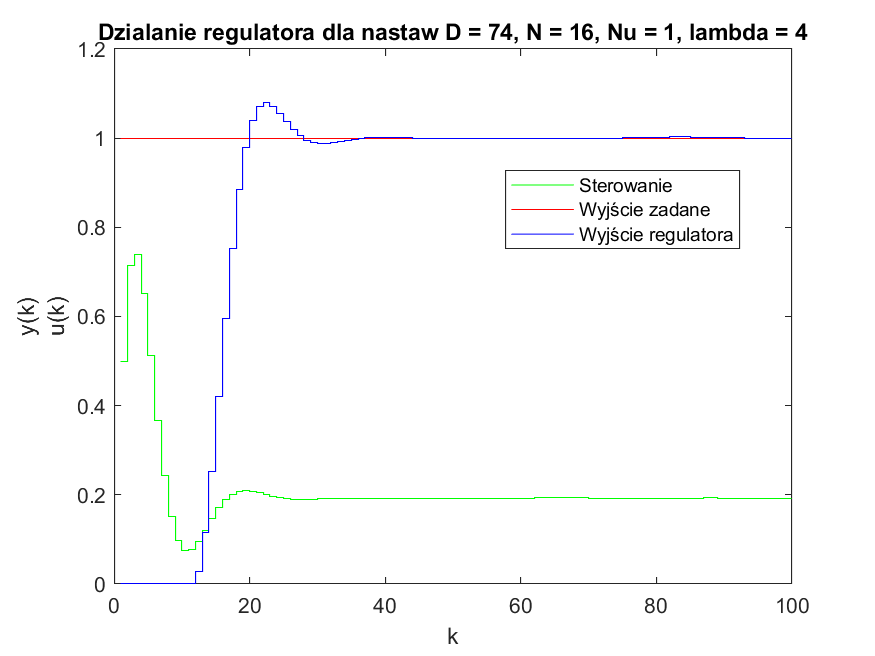 Dzialanie regulatora dla nastaw D = 74, N = 16, Nu = 1, lambda = 4
1.2
1
0.8
0.6
0.4
0.2
0
y(k)
u(k)
Sterowanie
Wyjście zadane
Wyjście regulatora
0 20 40 60 80 100
k